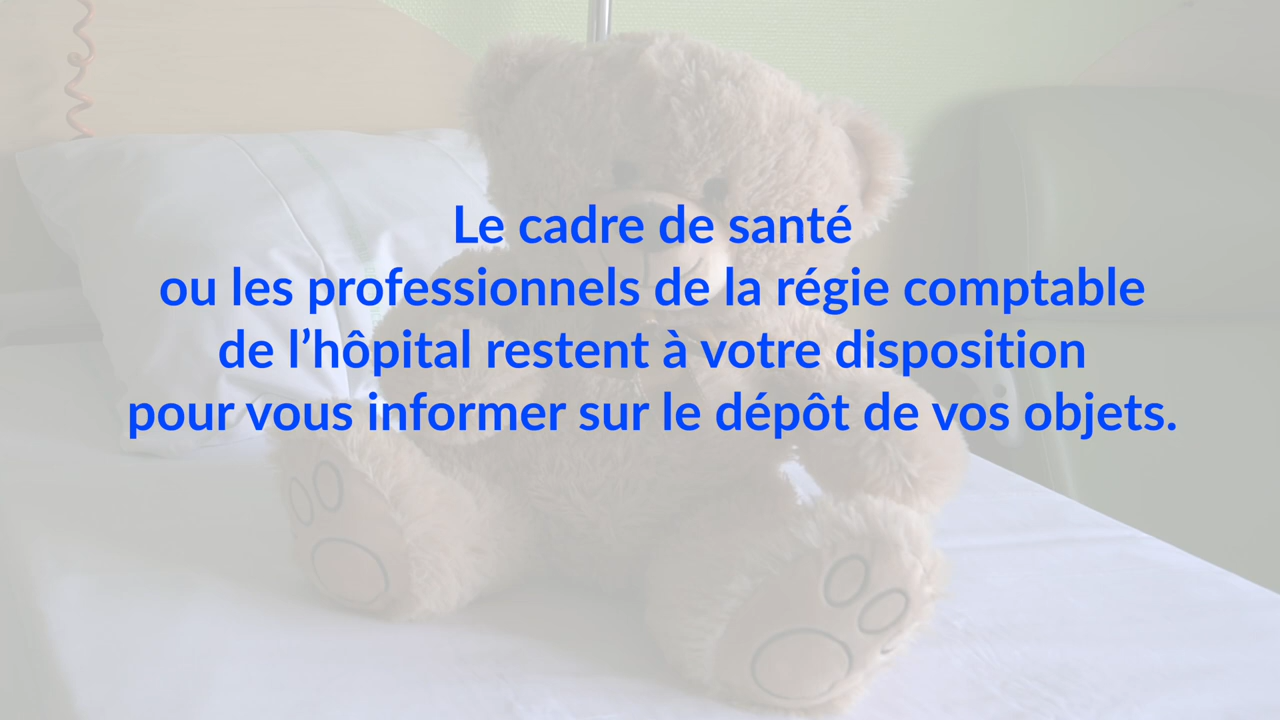 Le cadre de santé
ou les professionnels de la régie comptable
de l’hôpital restent à votre disposition
pour vous informer sur le dépôt de vos objets.